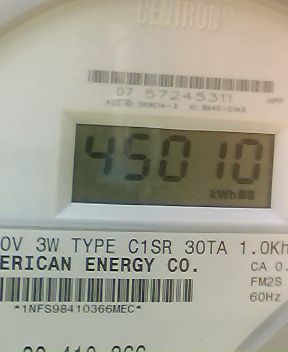 CENTRON®
07 57245311
45010
kWh
0V 3W TYPE C1SR 30TA 1.0Kh
ERICAN ENERGY CO.
CA 0.
FM2S
60Hz
*1NFS98410366MEC*